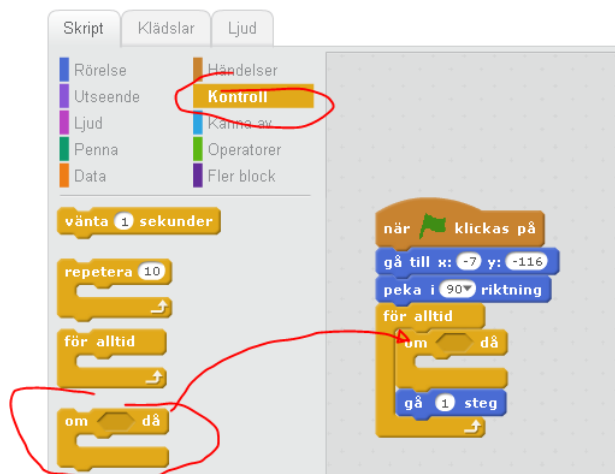 Skript Klädslar Ljud
Rörelse Händelser
Utseende Kontroll
Ljud Känna av
Penna Operatorer
Data Fler block
vänta 1 sekunder
repetera 10
för alltid
om då
när klickas på
gå till x: -7 y: -116
peka i 90 riktning
för alltid
om då
gå 1 steg